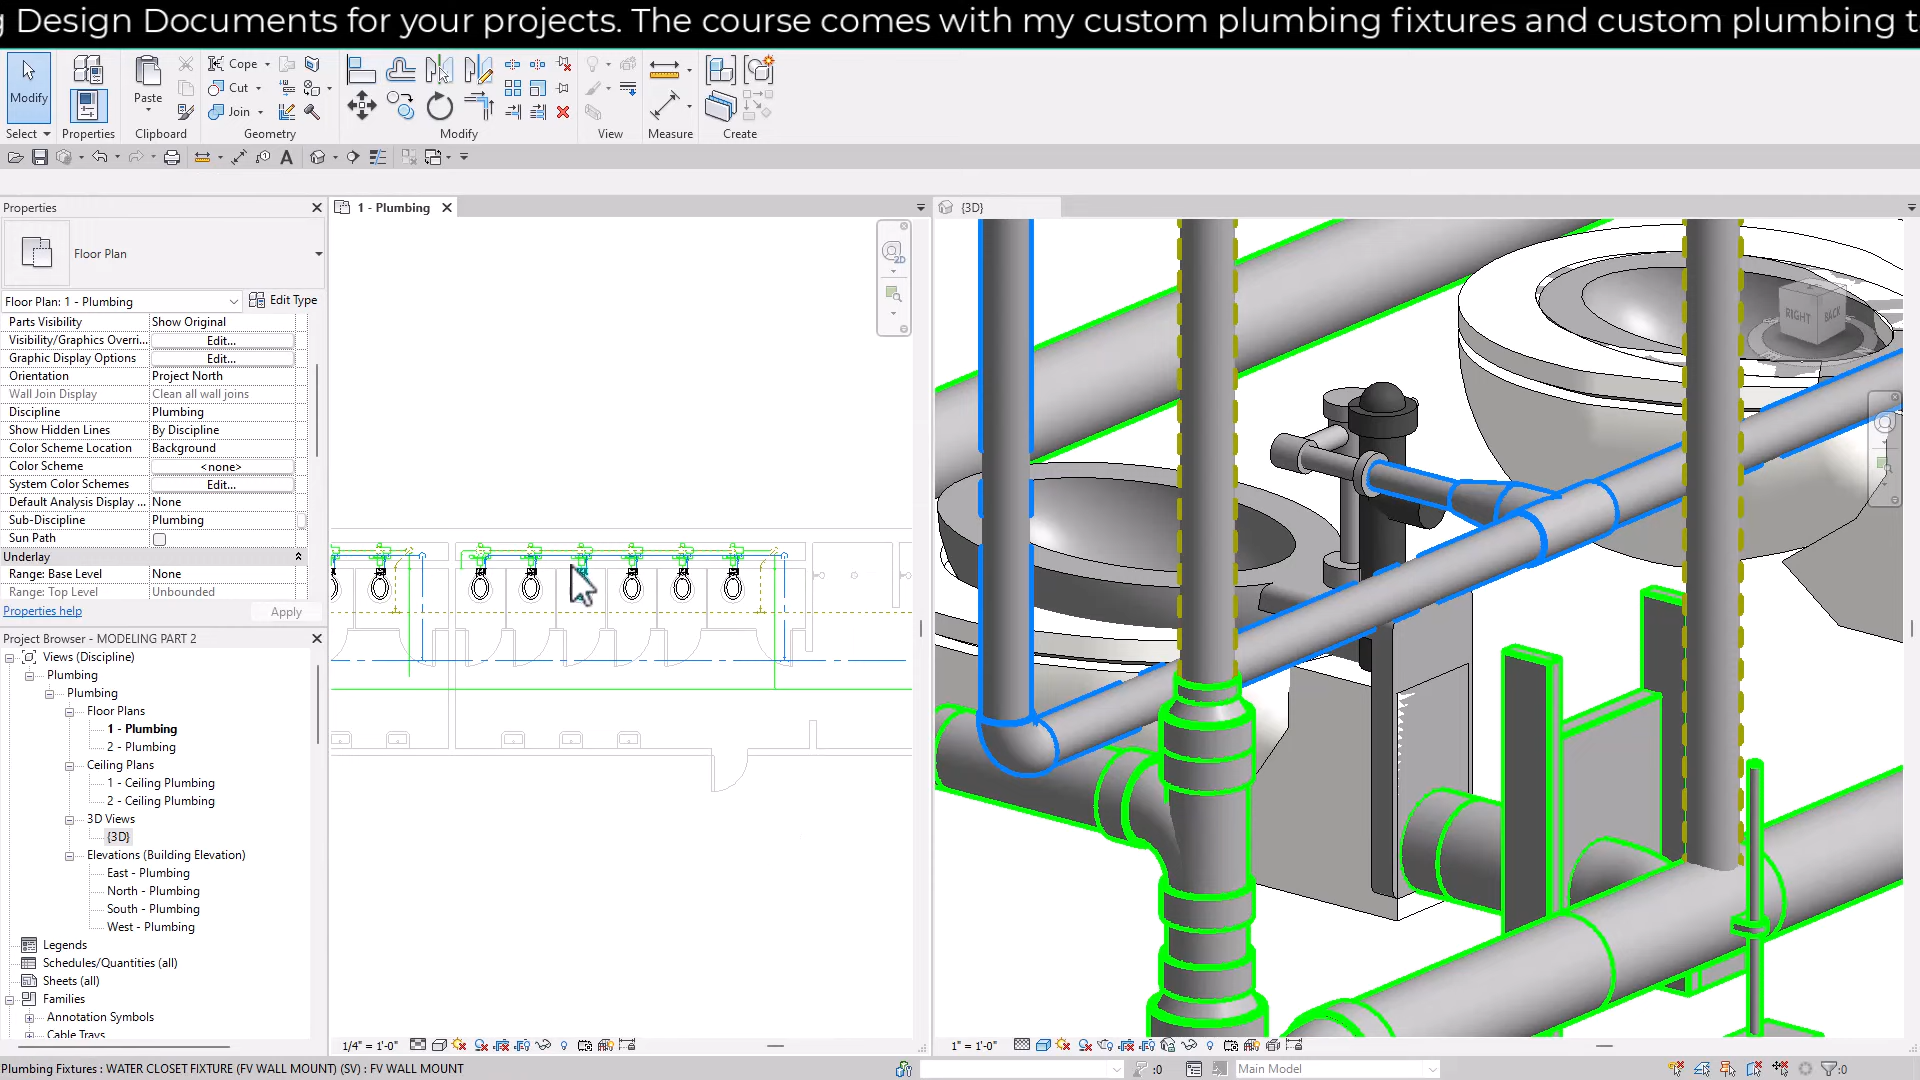 g Design Documents for your projects. The course comes with my custom plumbing fixtures and custom plumbing t
Modify
Paste
Cope
Cut
Join
Select
Properties
Clipboard
Geometry
Modify
View
Measure
Create
Properties
1 - Plumbing
{3D}
Floor Plan
Floor Plan: 1 - Plumbing
Edit Type
Parts Visibility Show Original
Visibility/Graphics Overri... Edit...
Graphic Display Options Edit...
Orientation Project North
Wall Join Display Clean all wall joins
Discipline Plumbing
Show Hidden Lines By Discipline
Color Scheme Location Background
Color Scheme <none>
System Color Schemes Edit...
Default Analysis Display ... None
Sub-Discipline Plumbing
Sun Path
Underlay
Range: Base Level None
Range: Top Level Unbounded
Properties help Apply
Project Browser - MODELING PART 2
Views (Discipline)
Plumbing
Plumbing
Floor Plans
1 - Plumbing
2 - Plumbing
Ceiling Plans
1 - Ceiling Plumbing
2 - Ceiling Plumbing
3D Views
{3D}
Elevations (Building Elevation)
East - Plumbing
North - Plumbing
South - Plumbing
West - Plumbing
Legends
Schedules/Quantities (all)
Sheets (all)
Families
Annotation Symbols
Cable Trays
2D
RIGHT BACK
1/4" = 1'-0"
1" = 1'-0"
Plumbing Fixtures : WATER CLOSET FIXTURE (FV WALL MOUNT) (SV) : FV WALL MOUNT
:0
Main Model
:0